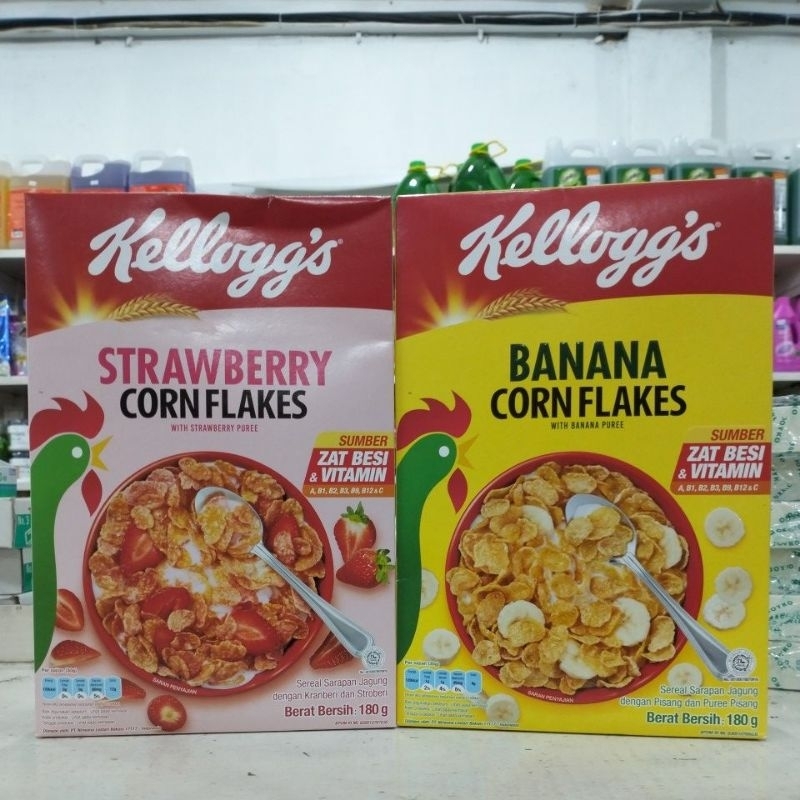 Kellogg's
STRAWBERRY
CORN FLAKES
WITH STRAWBERRY PUREE
SUMBER
ZAT BESI
& VITAMIN
A, B1, B2, B3, B9, B12 & C
SARAN PENYAJIAN
Sereal Sarapan Jagung
dengan Kranberi dan Stroberi
Berat Bersih: 180 g
Kellogg's
BANANA
CORN FLAKES
WITH BANANA PUREE
SUMBER
ZAT BESI
& VITAMIN
A, B1, B2, B3, B9, B12 & C
SARAN PENYAJIAN
Sereal Sarapan Jagung
dengan Pisang dan Puree Pisang
Berat Bersih: 180 g